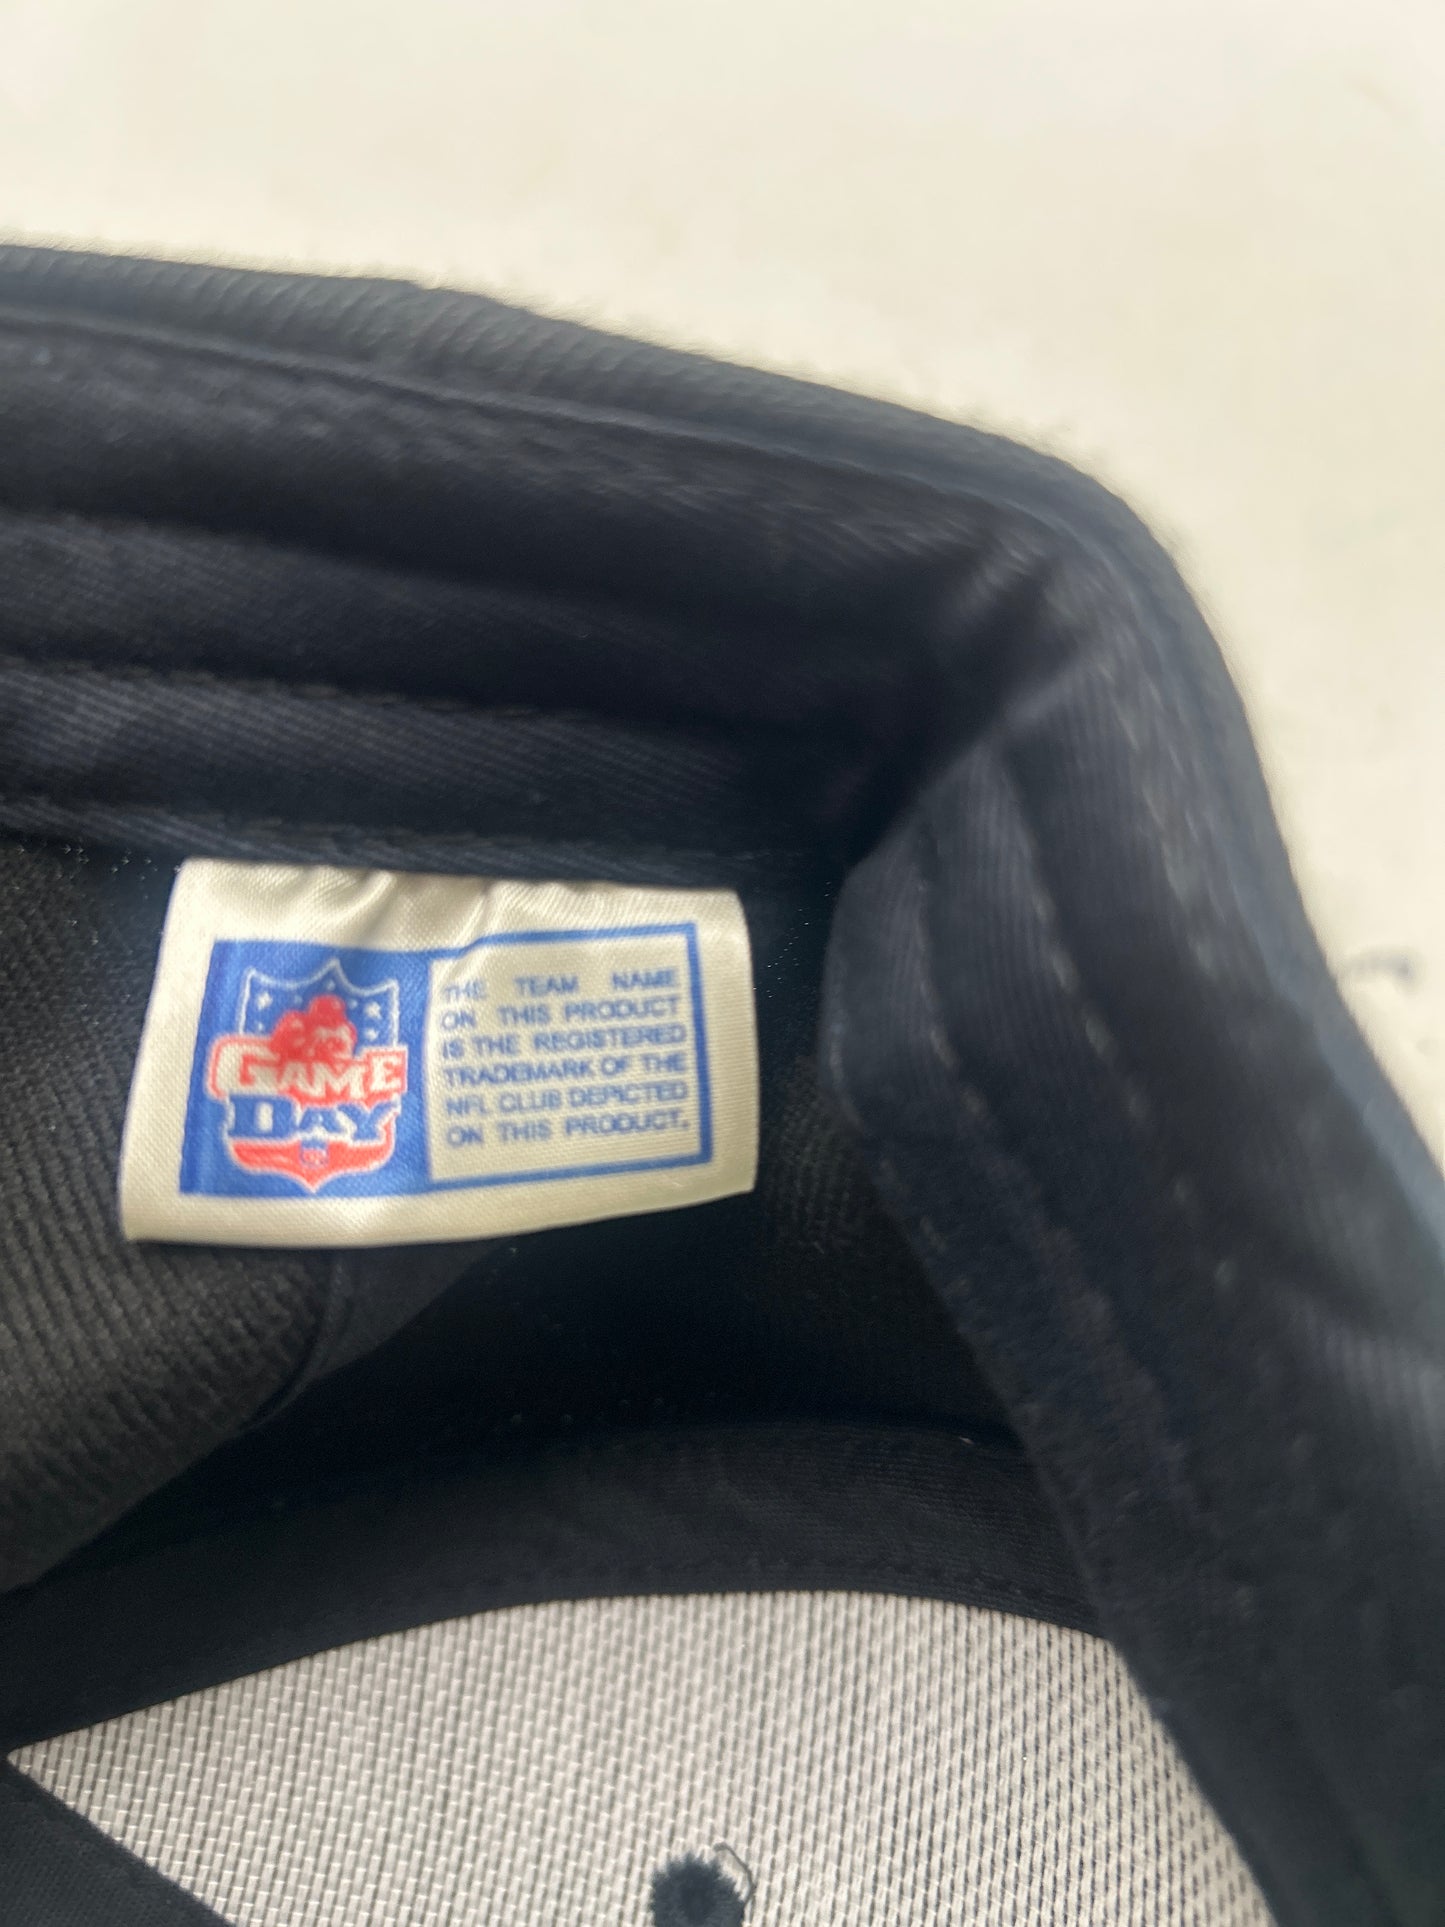 GAME
DAY
THE TEAM NAME
ON THIS PRODUCT
IS THE REGISTERED
TRADEMARK OF THE
NFL CLUB DEPICTED
ON THIS PRODUCT.